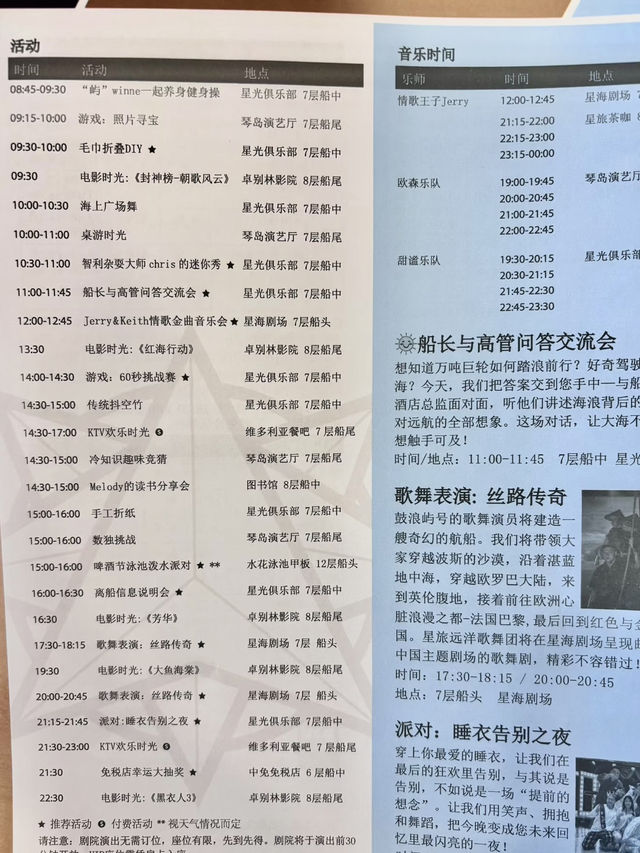 活动
时间 活动 地点
08:45-09:30 “屿”winne一起养身健身操 星光俱乐部 7层船中
09:15-10:00 游戏：照片寻宝 琴岛演艺厅 7层船尾
09:30-10:00 毛巾折叠DIY ★ 星光俱乐部 7层船中
09:30 电影时光:《封神榜-朝歌风云》 卓别林影院 8层船尾
10:00-10:30 海上广场舞 星光俱乐部 7层船中
10:00-11:00 桌游时光 琴岛演艺厅 7层船尾
10:30-11:00 智利杂耍大师 chris 的迷你秀 ★ 星光俱乐部 7层船中
11:00-11:45 船长与高管问答交流会 ★ 星光俱乐部 7层船中
12:00-12:45 Jerry&Keith情歌金曲音乐会★ 星海剧场 7层船头
13:30 电影时光:《红海行动》 卓别林影院 8层船尾
14:00-14:30 游戏：60秒挑战赛 ★ 星光俱乐部 7层船中
14:30-15:00 传统抖空竹 星光俱乐部 7层船中
14:30-17:00 KTV欢乐时光 $ 维多利亚餐吧 7层船尾
14:30-15:00 冷知识趣味竞猜 琴岛演艺厅 7层船尾
14:30-15:00 Melody的读书分享会 图书馆 8层船中
15:00-16:00 手工折纸 星光俱乐部 7层船中
15:00-16:00 数独挑战 琴岛演艺厅 7层船尾
15:00-16:00 啤酒节泳池泼水派对 ★ ** 水花泳池甲板 12层船头
16:00-16:30 离船信息说明会 ★ 星光俱乐部 7层船中
16:30 电影时光:《芳华》 卓别林影院 8层船尾
17:30-18:15 歌舞表演：丝路传奇 ★ 星海剧场 7层 船头
19:30 电影时光:《大鱼海棠》 卓别林影院 8层船尾
20:00-20:45 歌舞表演：丝路传奇 ★ 星海剧场 7层 船头
21:15-21:45 派对:睡衣告别之夜 ★ 星光俱乐部 7层船中
21:30-23:00 KTV欢乐时光 $ 维多利亚餐吧 7层船尾
21:30 免税店幸运大抽奖 ★ 中免免税店 6层船中
22:30 电影时光:《黑衣人3》 卓别林影院 8层船尾
★ 推荐活动 $ 付费活动 ** 视天气情况而定
请注意：剧院演出无需订位，座位有限，先到先得。剧院将于演出前30
音乐时间
乐师 时间 地点
情歌王子Jerry 12:00-12:45 星海剧场
21:15-22:00 星旅茶咖
22:15-23:00
23:15-00:00
欧森乐队 19:00-19:45 琴岛演艺厅
20:00-20:45
21:00-21:45
22:00-22:45
甜谧乐队 19:30-20:15 星光俱乐部
20:30-21:15
21:45-22:30
22:45-23:30
船长与高管问答交流会
想知道万吨巨轮如何踏浪前行？好奇驾驶
海？今天，我们把答案交到您手中—与船
酒店总监面对面，听他们讲述海浪背后的
对远航的全部想象。这场对话，让大海不
想触手可及！
时间/地点：11:00-11:45 7层船中 星光
歌舞表演：丝路传奇
鼓浪屿号的歌舞演员将建造一
艘奇幻的航船。我们将带领大
家穿越波斯的沙漠，沿着湛蓝
地中海，穿越欧罗巴大陆，来
到英伦腹地，接着前往欧洲心
脏浪漫之都-法国巴黎,最后回到红色与金
国。星旅远洋歌舞团将在星海剧场呈现
中国主题剧场的歌舞剧，精彩不容错过！
时间：17:30-18:15 / 20:00-20:45
地点：7层船头 星海剧场
派对：睡衣告别之夜
穿上你最爱的睡衣，让我们在
最后的狂欢里告别，与其说是
告别，不如说是一场“提前的
想念”。让我们用笑声、拥抱
和舞蹈，把今晚变成您未来回
忆里最闪亮的一夜！